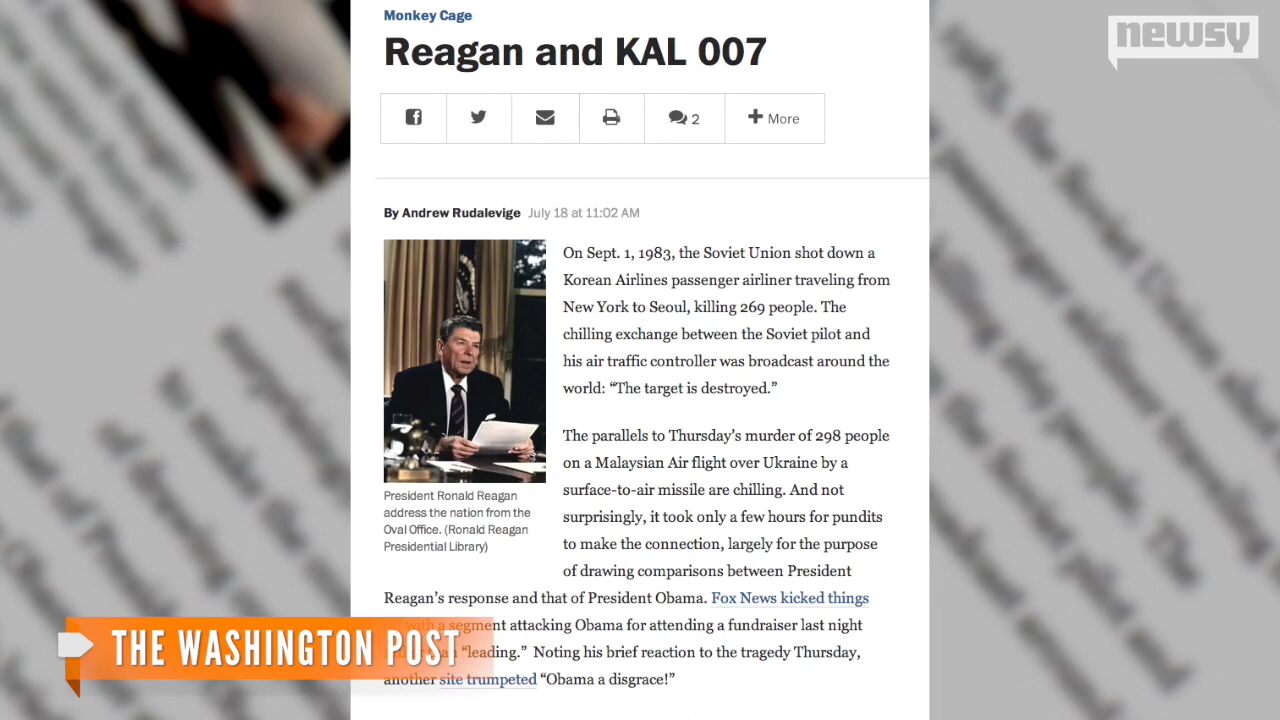 Monkey Cage
newsy
Reagan and KAL 007
2
More
By Andrew Rudalevige July 18 at 11:02 AM
On Sept. 1, 1983, the Soviet Union shot down a
Korean Airlines passenger airliner traveling from
New York to Seoul, killing 269 people. The
chilling exchange between the Soviet pilot and
his air traffic controller was broadcast around the
world: “The target is destroyed.”
The parallels to Thursday’s murder of 298 people
on a Malaysian Air flight over Ukraine by a
surface-to-air missile are chilling. And not
surprisingly, it took only a few hours for pundits
to make the connection, largely for the purpose
of drawing comparisons between President
President Ronald Reagan
address the nation from the
Oval Office. (Ronald Reagan
Presidential Library)
Reagan’s response and that of President Obama. Fox News kicked things
with a segment attacking Obama for attending a fundraiser last night
“leading.” Noting his brief reaction to the tragedy Thursday,
another site trumpeted “Obama a disgrace!”
THE WASHINGTON POST